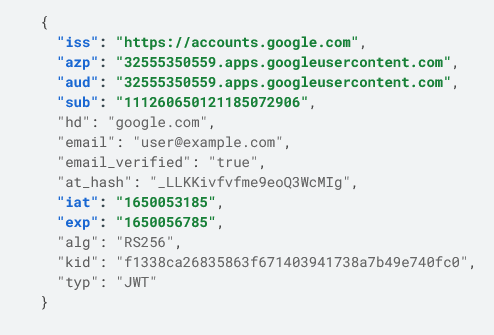 {
"iss": "https://accounts.google.com",
"azp": "32555350559.apps.googleusercontent.com",
"aud": "32555350559.apps.googleusercontent.com",
"sub": "111260650121185072906",
"hd": "google.com",
"email": "user@example.com",
"email_verified": "true",
"at_hash": "_LLKKivfvfme9eoQ3WcMIg",
"iat": "1650053185",
"exp": "1650056785",
"alg": "RS256",
"kid": "f1338ca26835863f671403941738a7b49e740fc0",
"typ": "JWT"
}